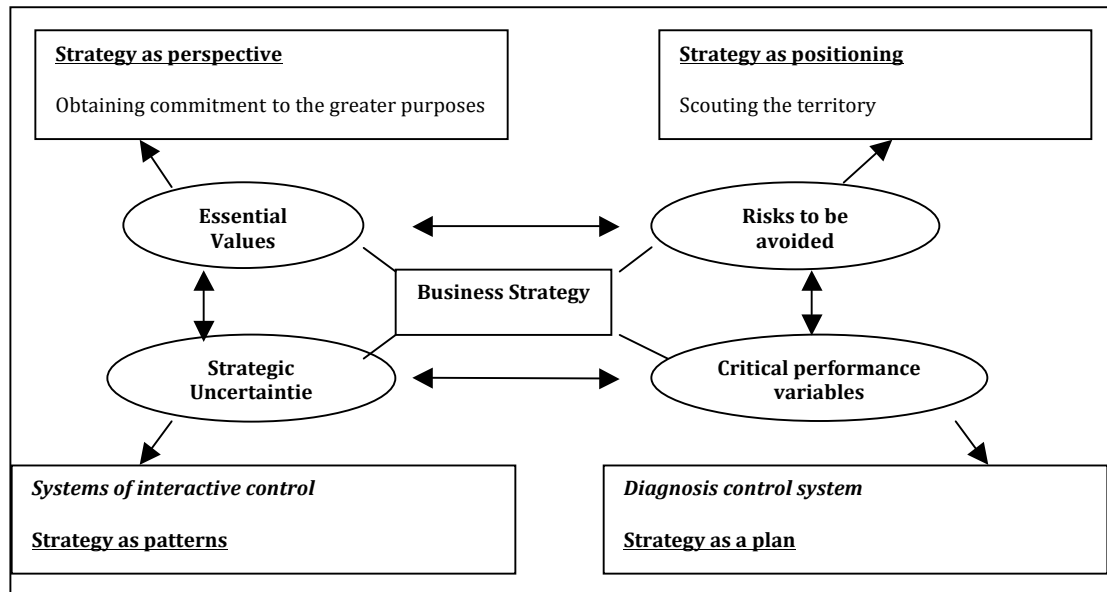 Strategy as perspective
Obtaining commitment to the greater purposes
Strategy as positioning
Scouting the territory
Essential
Values
Risks to be
avoided
Business Strategy
Strategic
Uncertaintie
Critical performance
variables
Systems of interactive control
Strategy as patterns
Diagnosis control system
Strategy as a plan